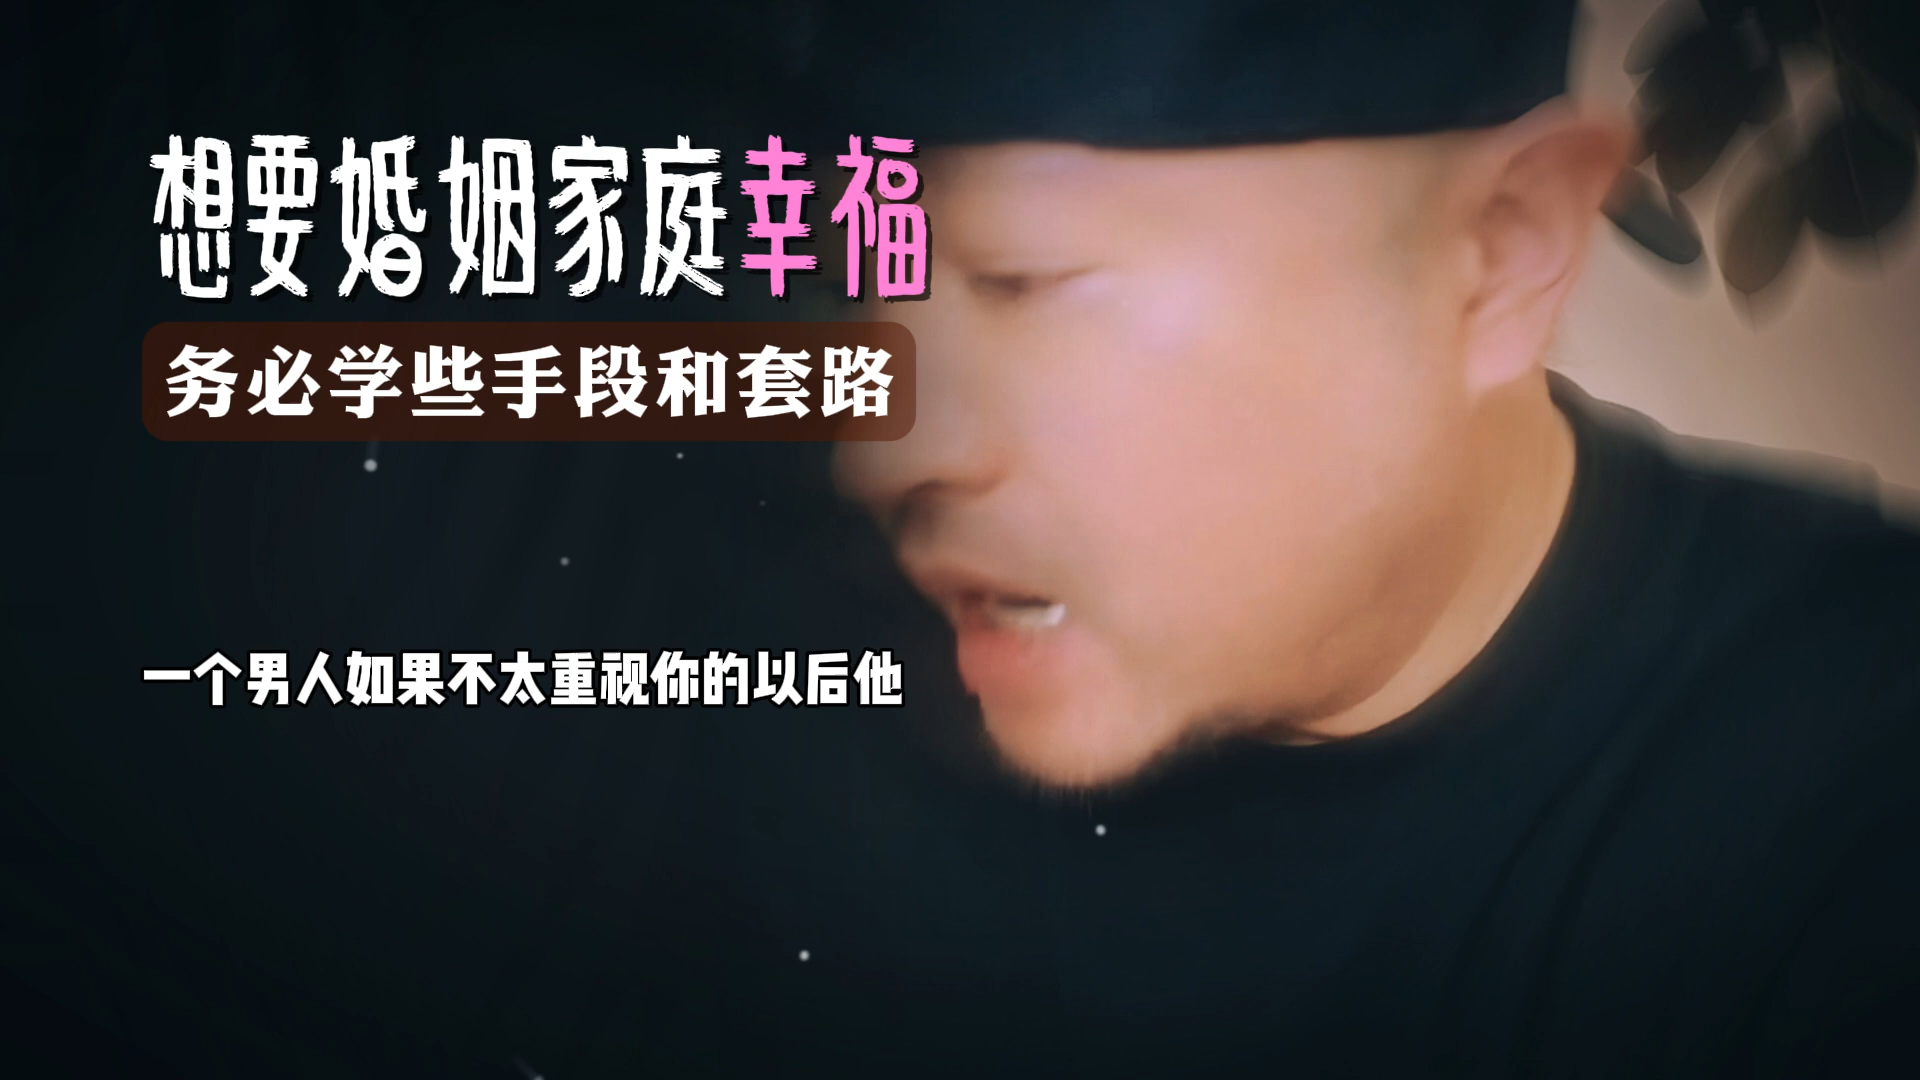 想要婚姻家庭幸福
务必学些手段和套路
一个男人如果不太重视你的以后他